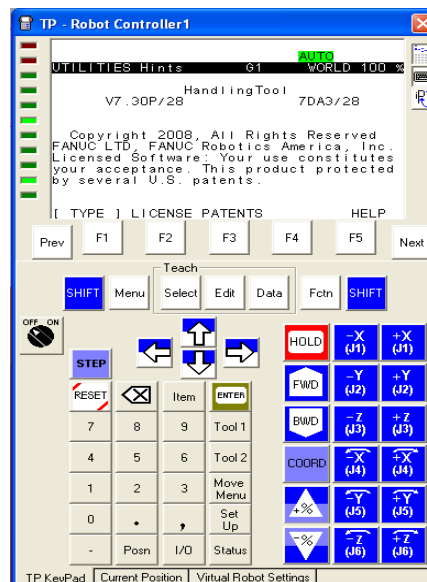 TP - Robot Controller1
AUTO
UTILITIES Hints G1 WORLD 100 %
HandlingTool
V7.30P/28 7DA3/28
Copyright 2008, All Rights Reserved
FANUC LTD, FANUC Robotics America, Inc.
Licensed Software: Your use constitutes
your acceptance. This product protected
by several U.S. patents.
[ TYPE ] LICENSE PATENTS HELP
Prev F1 F2 F3 F4 F5 Next
Teach
SHIFT Menu Select Edit Data Fctn SHIFT
OFF ON
STEP
HOLD -X (J1) +X (J1)
RESET Item ENTER
FWD -Y (J2) +Y (J2)
7 8 9 Tool 1
BWD -Z (J3) +Z (J3)
4 5 6 Tool 2
COORD -X (J4) +X (J4)
1 2 3 Move Menu
+% -Y (J5) +Y (J5)
0 . , Set Up
-% -Z (J6) +Z (J6)
- Posn I/O Status
TP KeyPad Current Position Virtual Robot Settings